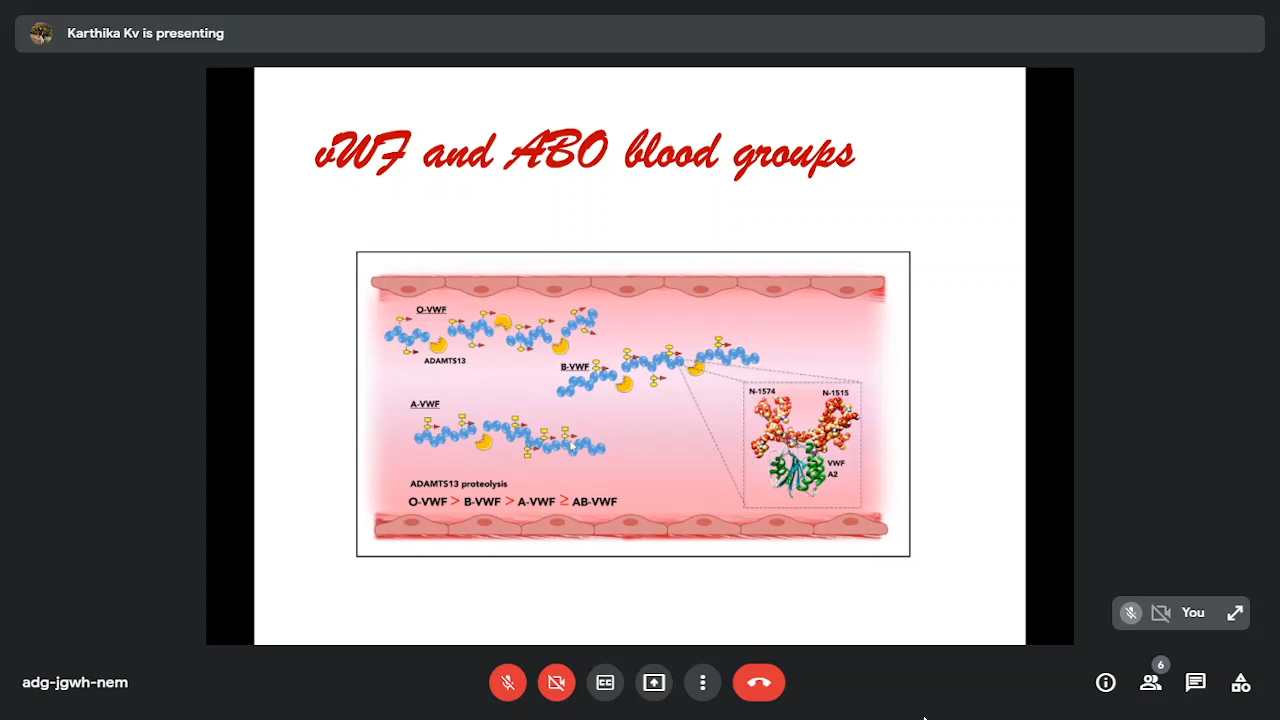 Karthika Kv is presenting
vWF and ABO blood groups
O-VWF
ADAMTS13
B-VWF
A-VWF
N-1574
N-1515
VWF
A2
ADAMTS13 proteolysis
O-VWF > B-VWF > A-VWF ≥ AB-VWF
You
adg-jgwh-nem
CC
6